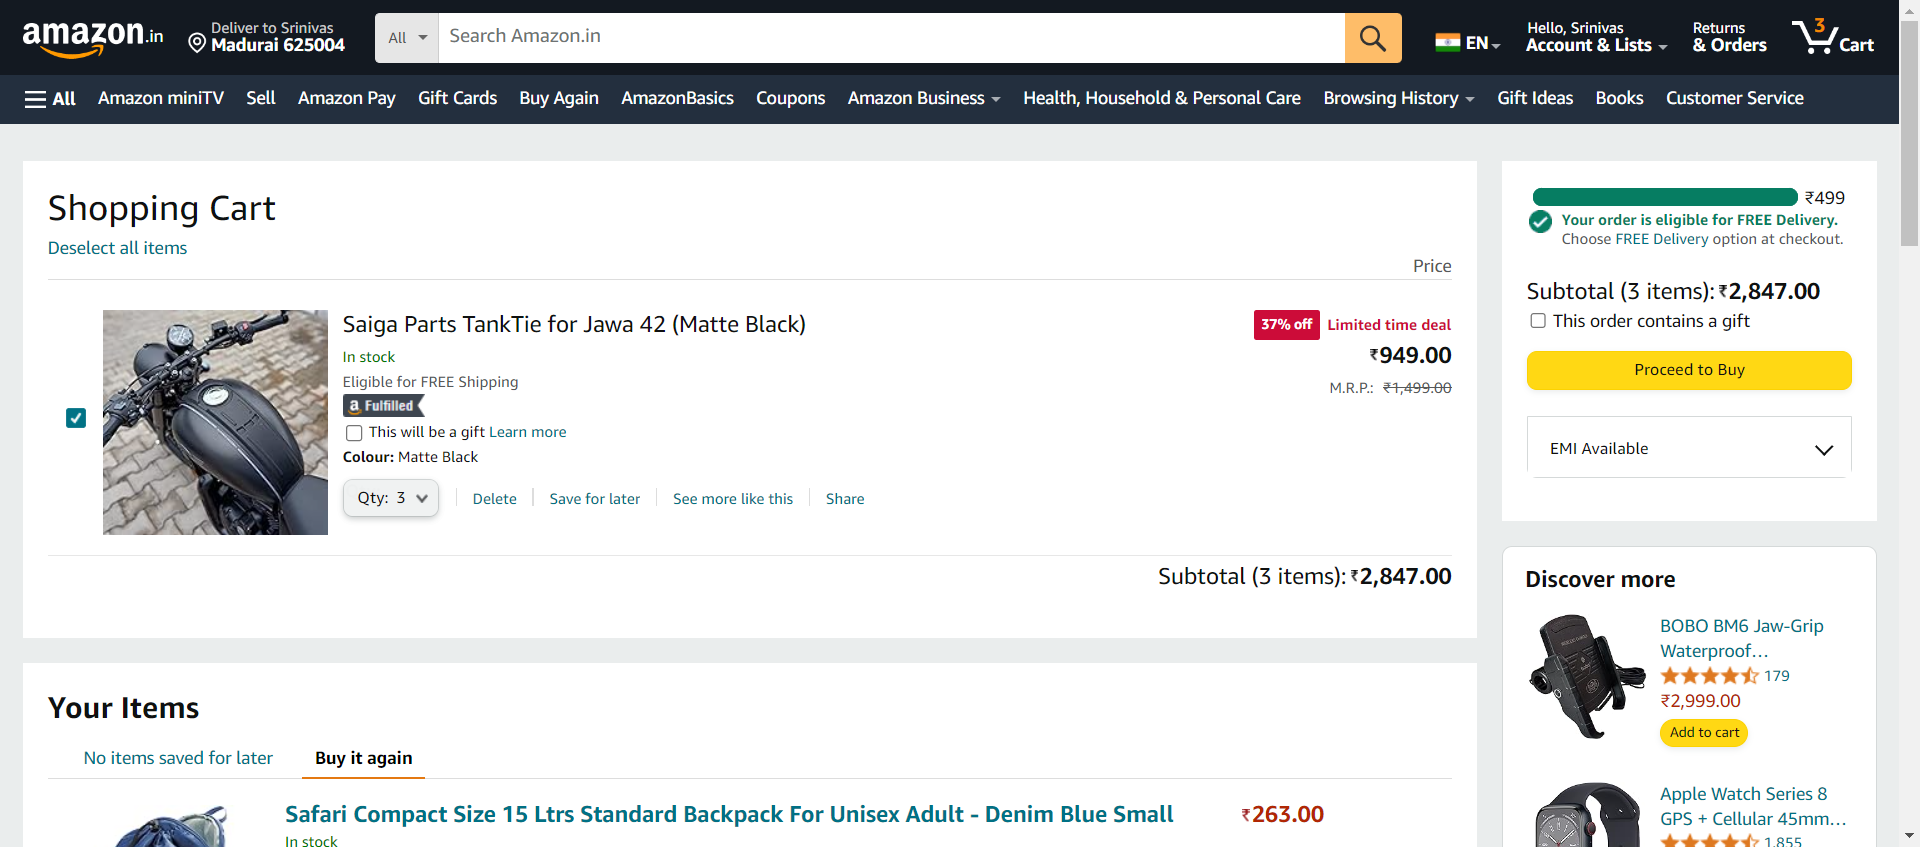 amazon.in
Deliver to Srinivas
Madurai 625004
All
Search Amazon.in
EN
Hello, Srinivas
Account & Lists
Returns
& Orders
3
Cart
All
Amazon miniTV
Sell
Amazon Pay
Gift Cards
Buy Again
AmazonBasics
Coupons
Amazon Business
Health, Household & Personal Care
Browsing History
Gift Ideas
Books
Customer Service
Shopping Cart
Deselect all items
Price
Saiga Parts TankTie for Jawa 42 (Matte Black)
37% off
Limited time deal
₹949.00
M.R.P.: ₹1,499.00
In stock
Eligible for FREE Shipping
a Fulfilled
This will be a gift Learn more
Colour: Matte Black
Qty: 3
Delete
Save for later
See more like this
Share
Subtotal (3 items): ₹2,847.00
₹499
Your order is eligible for FREE Delivery.
Choose FREE Delivery option at checkout.
Subtotal (3 items): ₹2,847.00
This order contains a gift
Proceed to Buy
EMI Available
Your Items
No items saved for later
Buy it again
Safari Compact Size 15 Ltrs Standard Backpack For Unisex Adult - Denim Blue Small
₹263.00
In stock
Discover more
BOBO BM6 Jaw-Grip
Waterproof…
179
₹2,999.00
Add to cart
Apple Watch Series 8
GPS + Cellular 45mm…
1,855